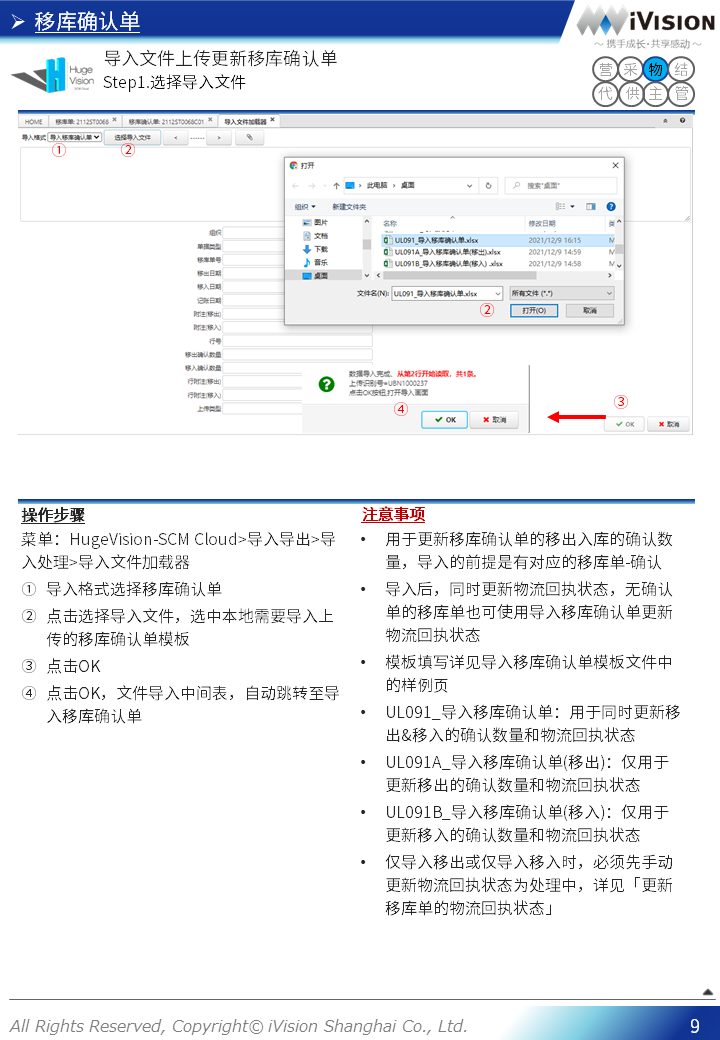 ➢ 移库确认单
iVISION
～ 携手成长·共享感动 ～
Huge
Vision
导入文件上传更新移库确认单
Step1.选择导入文件
营 采 物 结
代 供 主 管
HOME 移库单: 2112ST0068 × 移库确认单: 2112ST0068C01 × 导入文件加载器 ×
导入格式 导入移库确认单 选择导入文件 < ------ >
① ②
打开
此电脑 > 桌面 搜索"桌面"
组织 新建文件夹
图片 名称 修改日期 类
文档 UL091_导入移库确认单.xlsx 2021/12/9 16:15 M
下载 UL091A_导入移库确认单(移出).xlsx 2021/12/9 14:59 M
音乐 UL091B_导入移库确认单(移入) .xlsx 2021/12/9 14:58 M
桌面
文件名(N): UL091_导入移库确认单.xlsx 所有文件 (*.*)
② 打开(O) 取消
组织
单据类型
移库单号
移出日期
移入日期
记账日期
附注(移出)
附注(移入)
行号
移出确认数量
移入确认数量
行附注(移出)
行附注(移入)
上传类型
数据导入完成、从第2行开始读取，共1条。
上传识别号=UBN1000237
点击OK按钮,打开导入画面
④ OK 取消
③
OK 取消
操作步骤
菜单：HugeVision-SCM Cloud>导入导出>导
入处理>导入文件加载器
① 导入格式选择移库确认单
② 点击选择导入文件，选中本地需要导入上
传的移库确认单模板
③ 点击OK
④ 点击OK，文件导入中间表，自动跳转至导
入移库确认单
注意事项
• 用于更新移库确认单的移出入库的确认数
量，导入的前提是有对应的移库单-确认
• 导入后，同时更新物流回执状态，无确认
单的移库单也可使用导入移库确认单更新
物流回执状态
• 模板填写详见导入移库确认单模板文件中
的样例页
• UL091_导入移库确认单：用于同时更新移
出&移入的确认数量和物流回执状态
• UL091A_导入移库确认单(移出)：仅用于
更新移出的确认数量和物流回执状态
• UL091B_导入移库确认单(移入)：仅用于
更新移入的确认数量和物流回执状态
• 仅导入移出或仅导入移入时，必须先手动
更新物流回执状态为处理中，详见「更新
移库单的物流回执状态」
All Rights Reserved, Copyright© iVision Shanghai Co., Ltd.
9